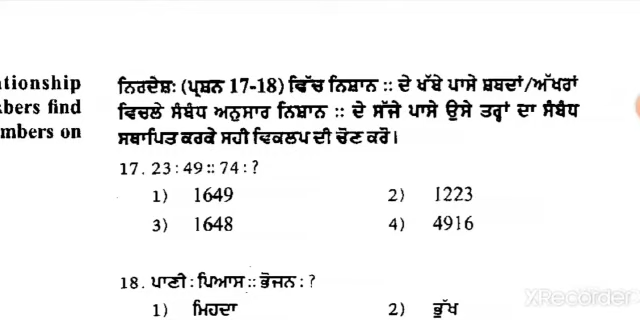 ationship
ਨਿਰਦੇਸ਼: (ਪ੍ਰਸ਼ਨ 17-18) ਵਿੱਚ ਨਿਸ਼ਾਨ :: ਦੇ ਖੱਬੇ ਪਾਸੇ ਸ਼ਬਦਾਂ/ਅੱਖਰਾਂ
bers find
ਵਿਚਲੇ ਸੰਬੰਧ ਅਨੁਸਾਰ ਨਿਸ਼ਾਨ :: ਦੇ ਸੱਜੇ ਪਾਸੇ ਉਸੇ ਤਰ੍ਹਾਂ ਦਾ ਸੰਬੰਧ
mbers on
ਸਥਾਪਿਤ ਕਰਕੇ ਸਹੀ ਵਿਕਲਪ ਦੀ ਚੋਣ ਕਰੋ।
17. 23 : 49 :: 74 : ?
1) 1649 2) 1223
3) 1648 4) 4916
18. ਪਾਣੀ : ਪਿਆਸ :: ਭੋਜਨ : ?
1) ਮਿਹਦਾ 2) ਭੁੱਖ
XRecorder